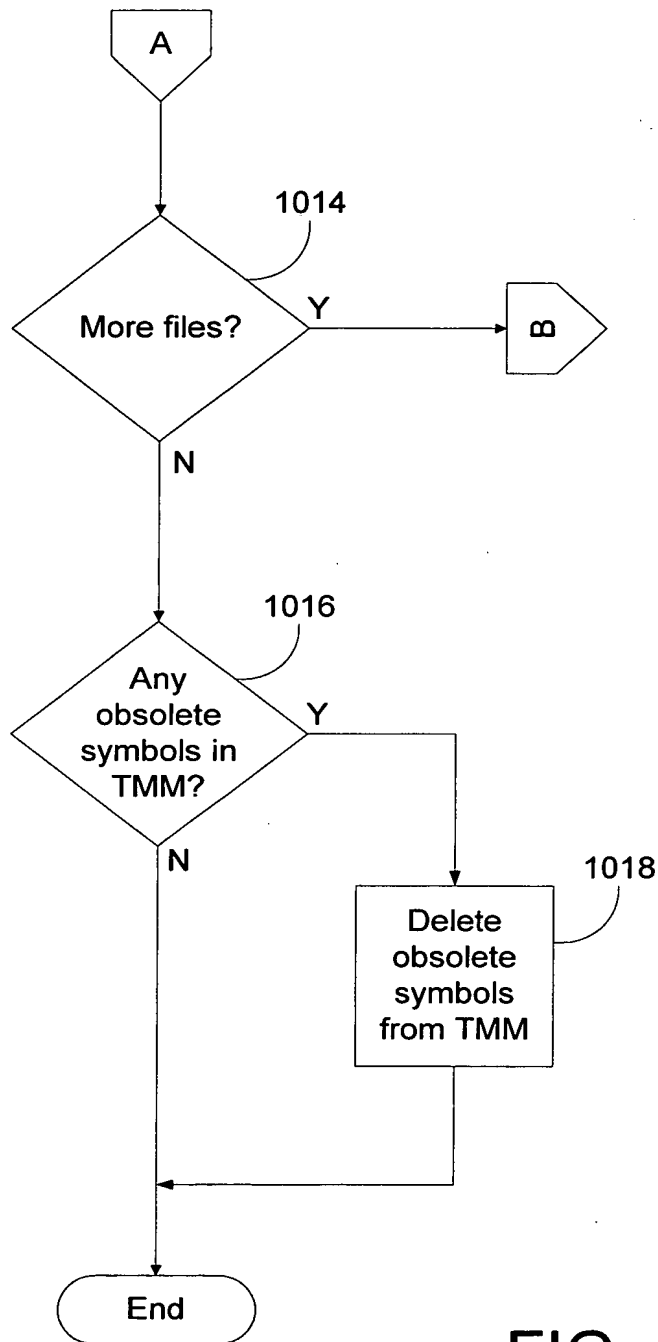 A
1014
More files?
Y
B
N
1016
Any
obsolete
symbols in
TMM?
Y
N
1018
Delete
obsolete
symbols
from TMM
End
FIG